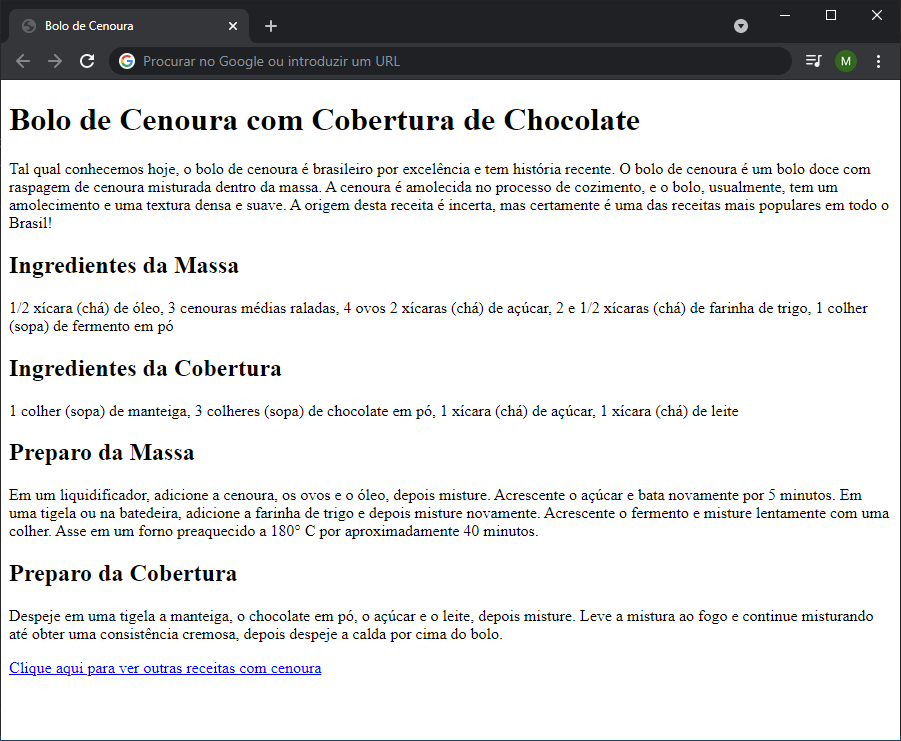 Bolo de Cenoura
Procurar no Google ou introduzir um URL
M
Bolo de Cenoura com Cobertura de Chocolate
Tal qual conhecemos hoje, o bolo de cenoura é brasileiro por excelência e tem história recente. O bolo de cenoura é um bolo doce com
raspagem de cenoura misturada dentro da massa. A cenoura é amolecida no processo de cozimento, e o bolo, usualmente, tem um
amolecimento e uma textura densa e suave. A origem desta receita é incerta, mas certamente é uma das receitas mais populares em todo o
Brasil!
Ingredientes da Massa
1/2 xícara (chá) de óleo, 3 cenouras médias raladas, 4 ovos 2 xícaras (chá) de açúcar, 2 e 1/2 xícaras (chá) de farinha de trigo, 1 colher
(sopa) de fermento em pó
Ingredientes da Cobertura
1 colher (sopa) de manteiga, 3 colheres (sopa) de chocolate em pó, 1 xícara (chá) de açúcar, 1 xícara (chá) de leite
Preparo da Massa
Em um liquidificador, adicione a cenoura, os ovos e o óleo, depois misture. Acrescente o açúcar e bata novamente por 5 minutos. Em
uma tigela ou na batedeira, adicione a farinha de trigo e depois misture novamente. Acrescente o fermento e misture lentamente com uma
colher. Asse em um forno preaquecido a 180° C por aproximadamente 40 minutos.
Preparo da Cobertura
Despeje em uma tigela a manteiga, o chocolate em pó, o açúcar e o leite, depois misture. Leve a mistura ao fogo e continue misturando
até obter uma consistência cremosa, depois despeje a calda por cima do bolo.
Clique aqui para ver outras receitas com cenoura